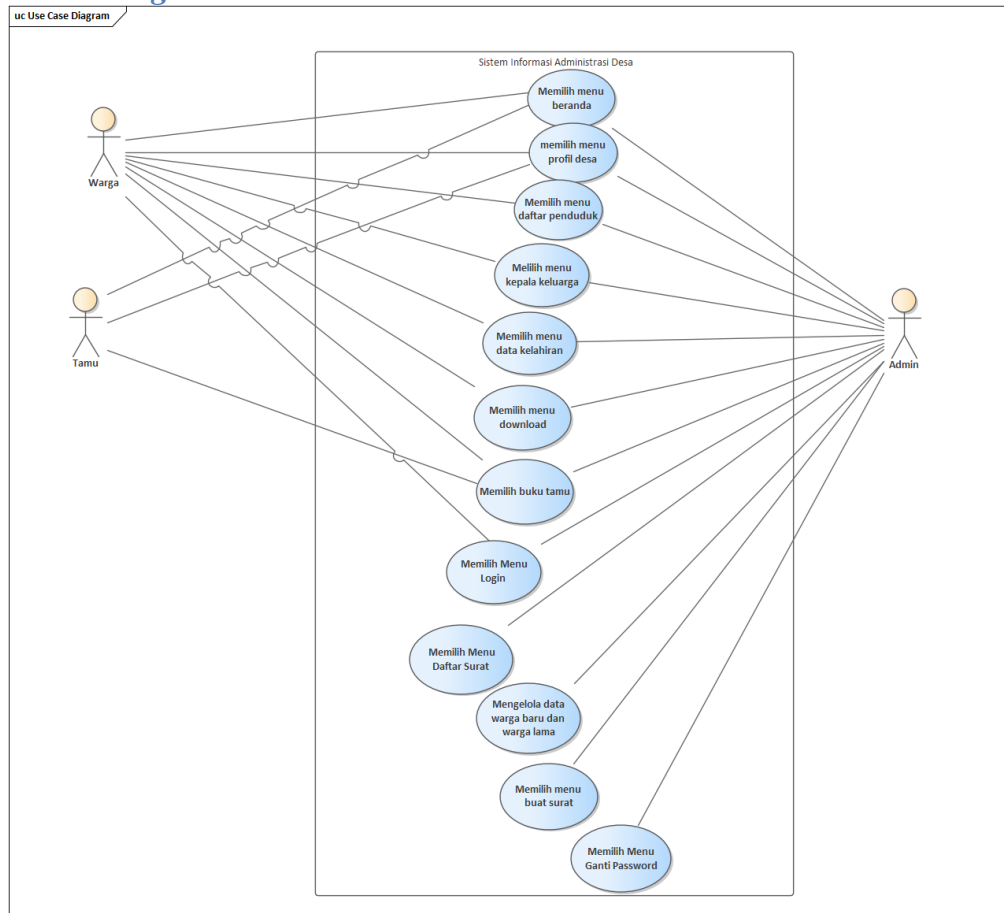 uc Use Case Diagram
Sistem Informasi Administrasi Desa
Memilih menu
beranda
memilih menu
profil desa
Memilih menu
daftar penduduk
Melilih menu
kepala keluarga
Memilih menu
data kelahiran
Memilih menu
download
Memilih buku tamu
Memilih Menu
Login
Memilih Menu
Daftar Surat
Mengelola data
warga baru dan
warga lama
Memilih menu
buat surat
Memilih Menu
Ganti Password
Warga
Tamu
Admin